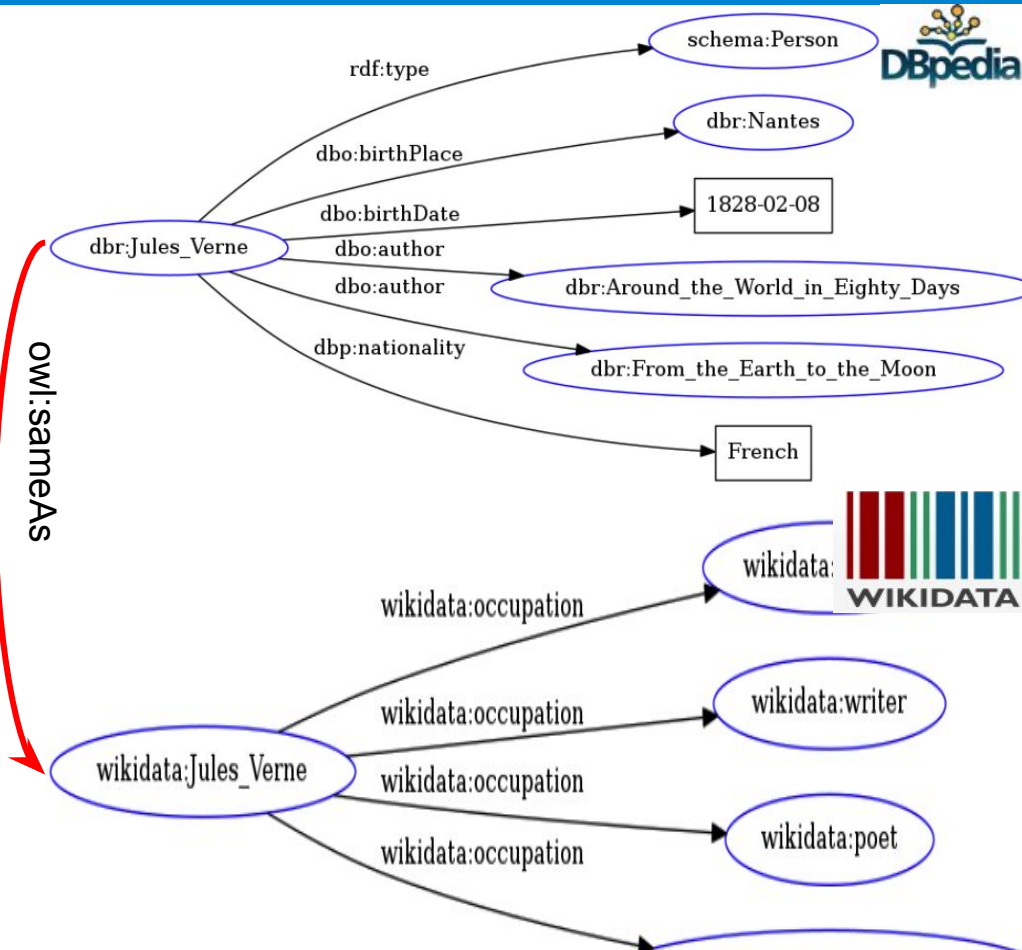 schema:Person
DBpedia
rdf:type
dbr:Nantes
dbo:birthPlace
1828-02-08
dbo:birthDate
dbr:Jules_Verne
dbo:author
dbr:Around_the_World_in_Eighty_Days
dbo:author
dbp:nationality
dbr:From_the_Earth_to_the_Moon
owl:sameAs
French
wikidata:
WIKIDATA
wikidata:occupation
wikidata:writer
wikidata:occupation
wikidata:Jules_Verne
wikidata:occupation
wikidata:poet
wikidata:occupation